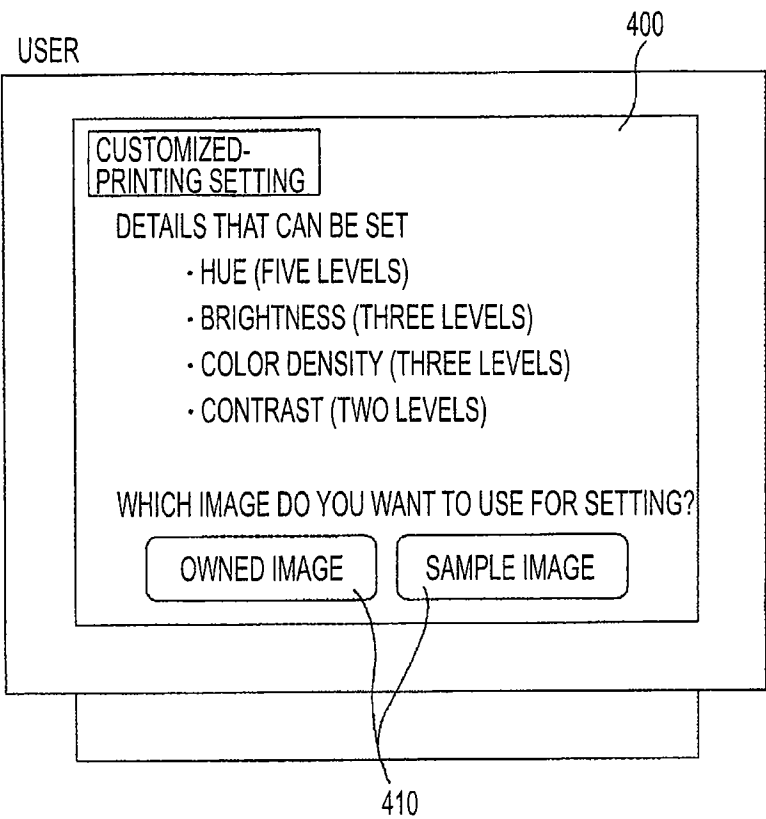 400
USER
CUSTOMIZED-
PRINTING SETTING
DETAILS THAT CAN BE SET
· HUE (FIVE LEVELS)
· BRIGHTNESS (THREE LEVELS)
· COLOR DENSITY (THREE LEVELS)
· CONTRAST (TWO LEVELS)
WHICH IMAGE DO YOU WANT TO USE FOR SETTING?
OWNED IMAGE
SAMPLE IMAGE
410